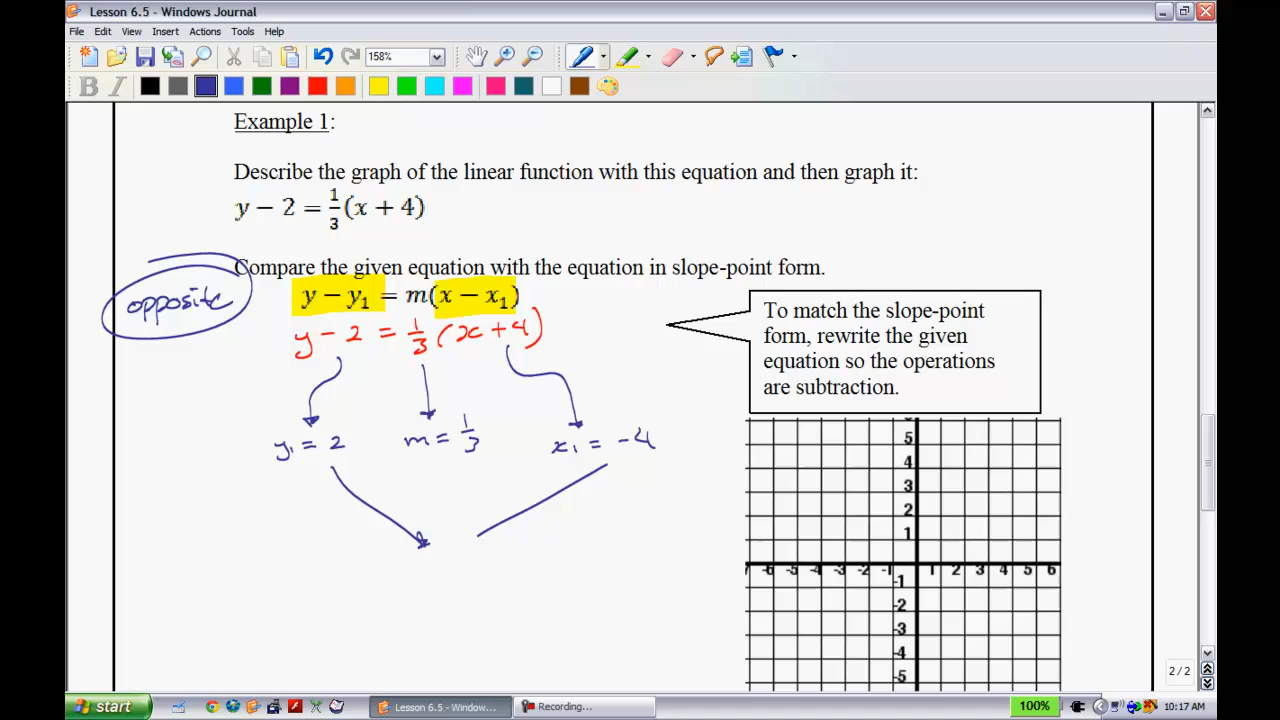 Lesson 6.5 - Windows Journal
File Edit View Insert Actions Tools Help
158%
B I
Example 1:
Describe the graph of the linear function with this equation and then graph it:
y − 2 = 1/3 (x + 4)
Compare the given equation with the equation in slope-point form.
opposite
y − y₁ = m(x − x₁)
y − 2 = 1/3 (x + 4)
To match the slope-point
form, rewrite the given
equation so the operations
are subtraction.
y₁ = 2 m = 1/3 x₁ = -4
5
4
3
2
1
-6 -5 -4 -3 -2 -1 1 2 3 4 5 6
-1
-2
-3
-4
-5
2 / 2
start Lesson 6.5 - Window... Recording... 100% 10:17 AM